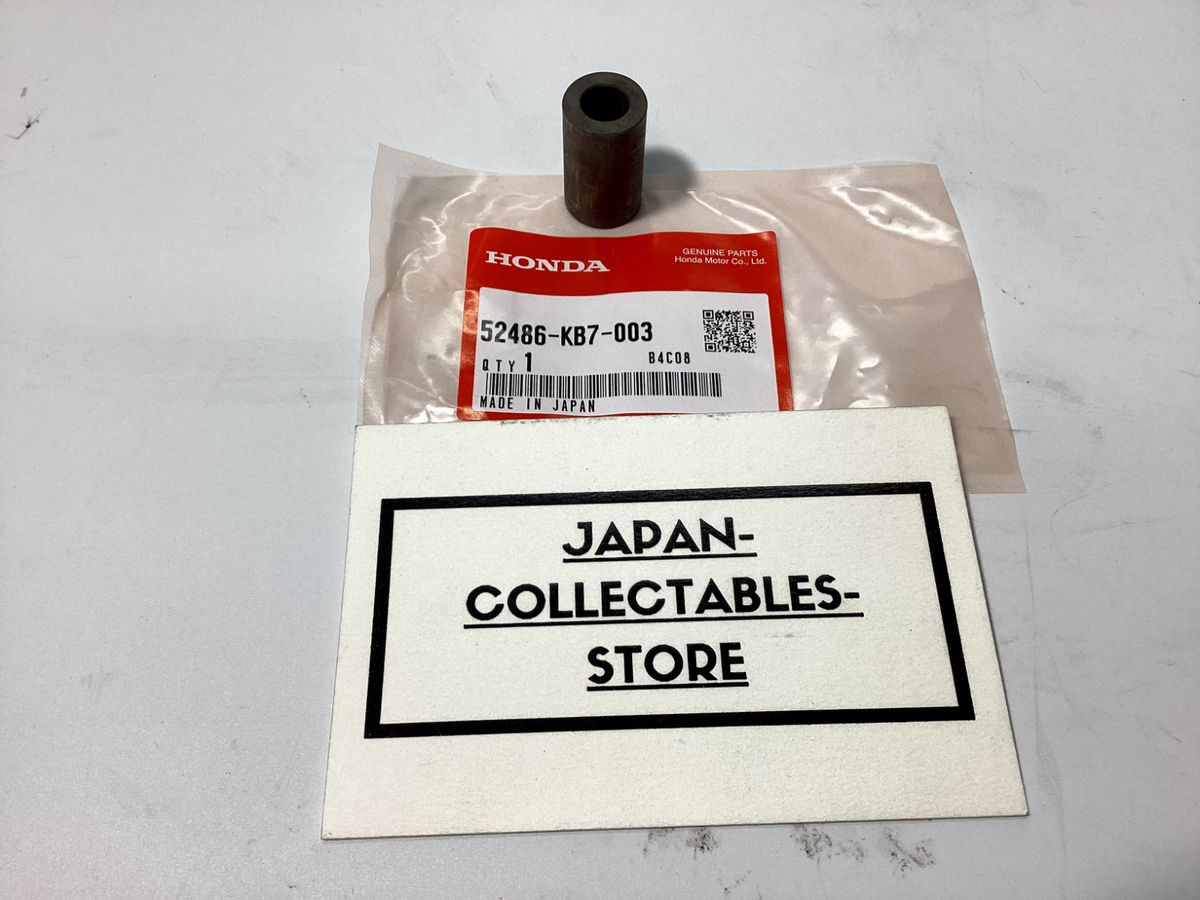 HONDA
GENUINE PARTS
Honda Motor Co., Ltd.
52486-KB7-003
QTY 1
B4C08
MADE IN JAPAN
JAPAN-
COLLECTABLES-
STORE